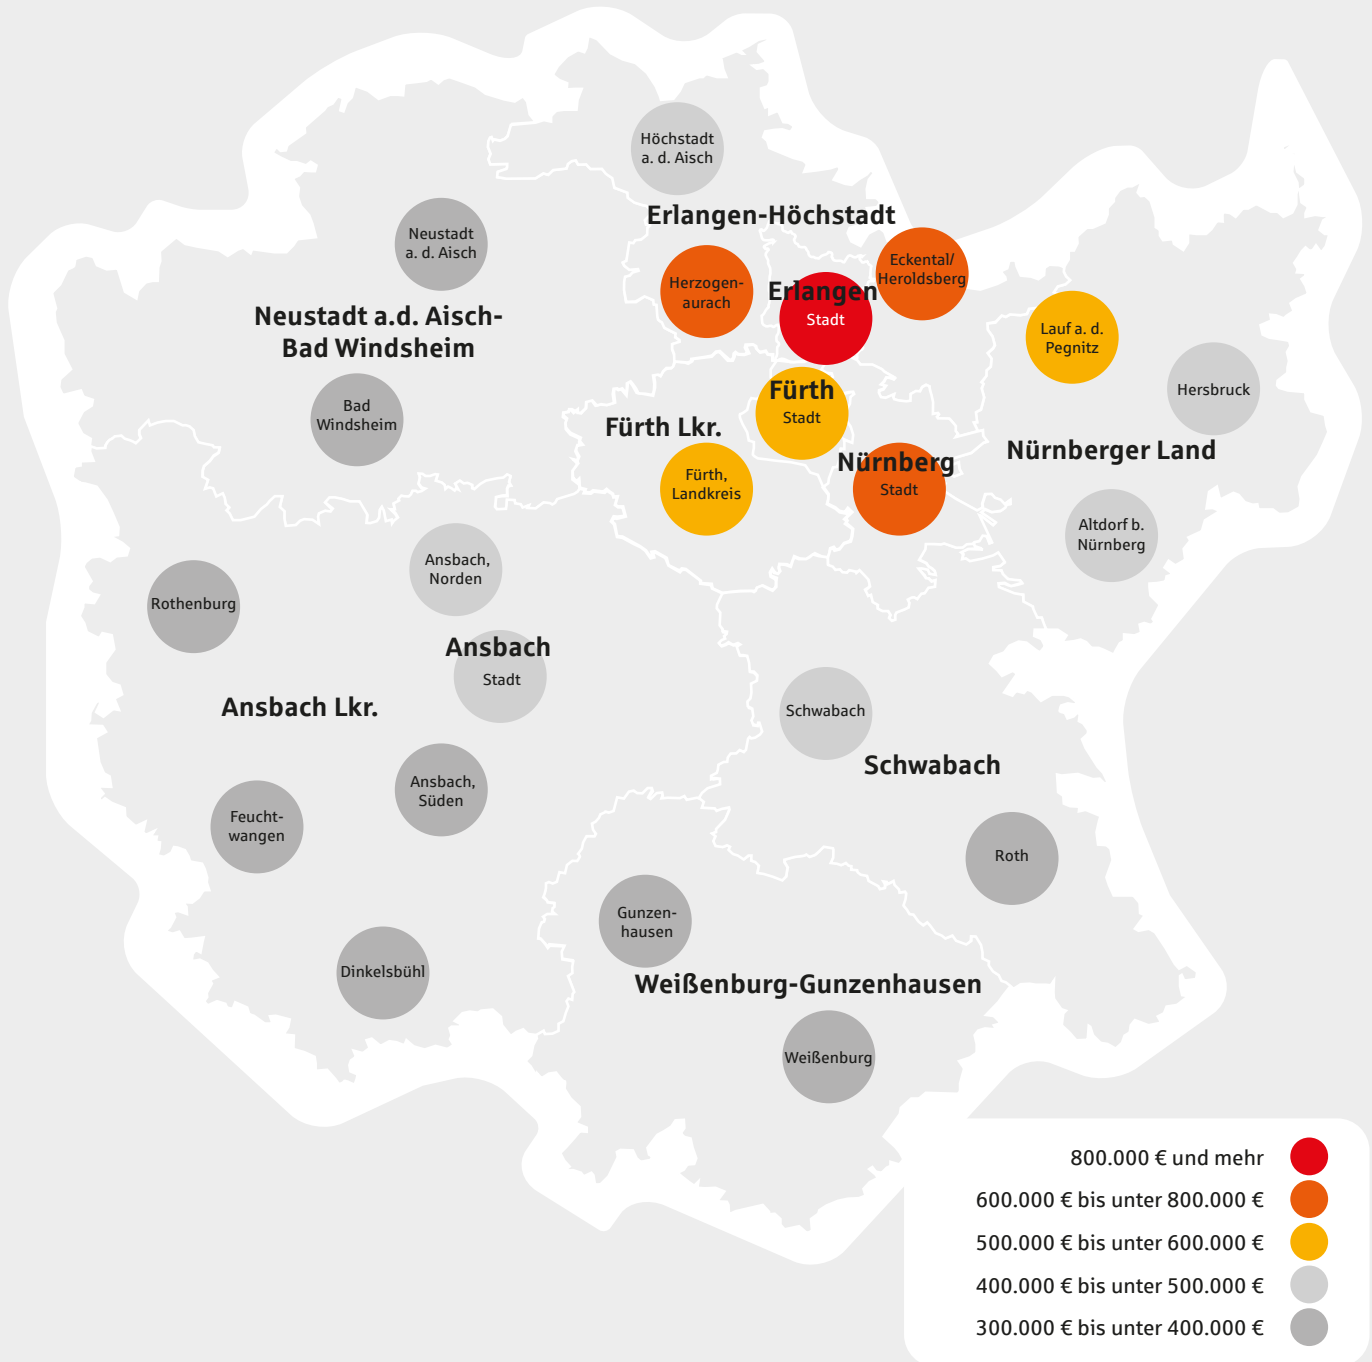 Höchstadt
a. d. Aisch
Erlangen-Höchstadt
Neustadt
a. d. Aisch
Herzogen-
aurach
Erlangen
Stadt
Eckental/
Heroldsberg
Neustadt a.d. Aisch-
Bad Windsheim
Lauf a. d.
Pegnitz
Hersbruck
Bad
Windsheim
Fürth
Stadt
Fürth Lkr.
Fürth,
Landkreis
Nürnberg
Stadt
Nürnberger Land
Altdorf b.
Nürnberg
Ansbach,
Norden
Rothenburg
Ansbach
Stadt
Ansbach Lkr.
Schwabach
Schwabach
Ansbach,
Süden
Feucht-
wangen
Roth
Gunzen-
hausen
Dinkelsbühl
Weißenburg-Gunzenhausen
Weißenburg
800.000 € und mehr
600.000 € bis unter 800.000 €
500.000 € bis unter 600.000 €
400.000 € bis unter 500.000 €
300.000 € bis unter 400.000 €